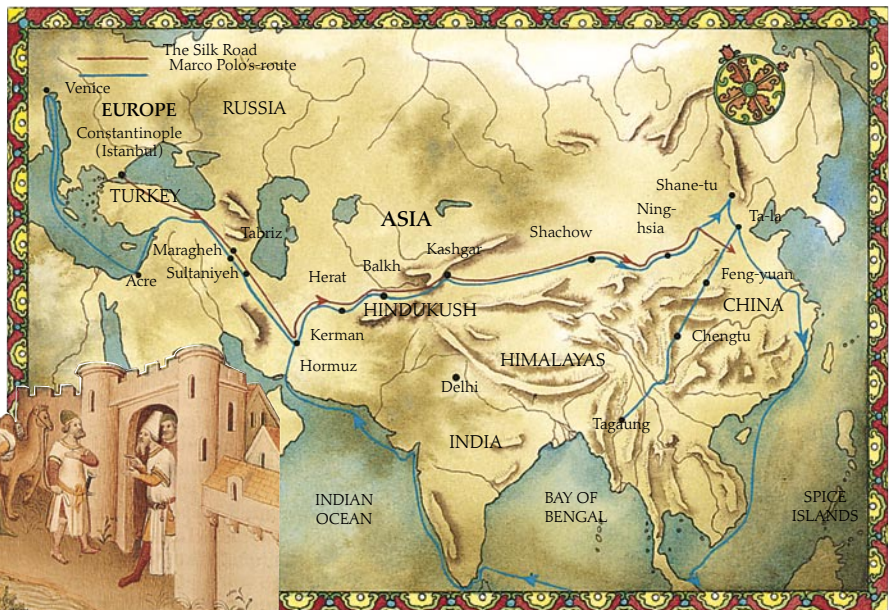 The Silk Road
Marco Polo's route
Venice
EUROPE
RUSSIA
Constantinople
(Istanbul)
TURKEY
Shane-tu
Ta-la
Ning-
hsia
ASIA
Tabriz
Shachow
Maragheh
Kashgar
Balkh
Herat
Sultaniyeh
Acre
Feng-yuan
HINDUKUSH
CHINA
Kerman
Chengtu
HIMALAYAS
Hormuz
Delhi
Tagaung
INDIA
INDIAN
OCEAN
BAY OF
BENGAL
SPICE
ISLANDS